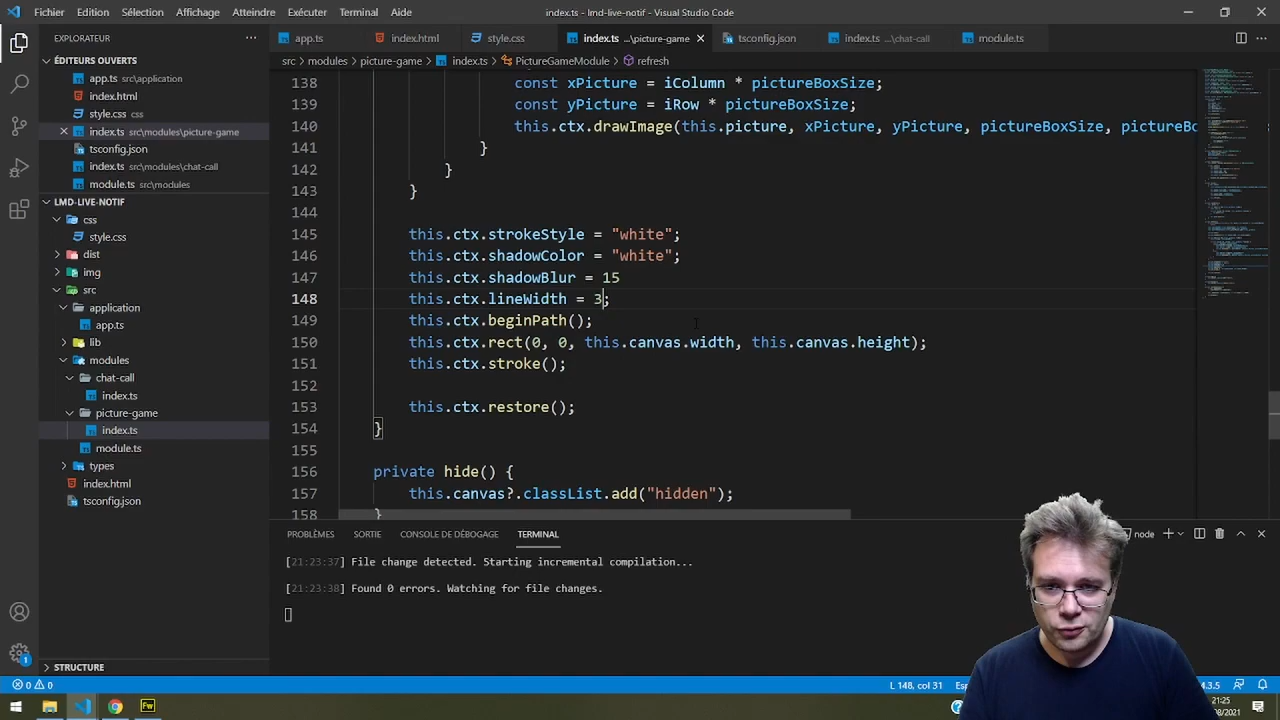 Fichier Edition Sélection Affichage Atteindre Exécuter Terminal Aide
index.ts - lmd-live-notif - Visual Studio Code
EXPLORATEUR
app.ts index.html style.css index.ts ...\picture-game tsconfig.json index.ts ...\chat-call module.ts
ÉDITEURS OUVERTS
app.ts src\application
index.html
style.css css
index.ts src\modules\picture-game
tsconfig.json
index.ts src\modules\chat-call
module.ts src\modules
LMD-LIVE-NOTIF
css
style.css
dist
img
src
application
app.ts
lib
modules
chat-call
index.ts
picture-game
index.ts
module.ts
types
index.html
tsconfig.json
STRUCTURE
src > modules > picture-game > index.ts > PictureGameModule > refresh
138 const xPicture = iColumn * pictureBoxSize;
139 const yPicture = iRow * pictureBoxSize;
140 this.ctx.drawImage(this.picture, xPicture, yPicture, pictureBoxSize, pictureBo
141 }
142
143 }
144
145 this.ctx.strokeStyle = "white";
146 this.ctx.shadowColor = "white";
147 this.ctx.shadowBlur = 15
148 this.ctx.lineWidth = 3
149 this.ctx.beginPath();
150 this.ctx.rect(0, 0, this.canvas.width, this.canvas.height);
151 this.ctx.stroke();
152
153 this.ctx.restore();
154 }
155
156 private hide() {
157 this.canvas?.classList.add("hidden");
158 }
PROBLÈMES SORTIE CONSOLE DE DÉBOGAGE TERMINAL
node
[21:23:37] File change detected. Starting incremental compilation...
[21:23:38] Found 0 errors. Watching for file changes.
0 0
L 148, col 31
4.3.5
21:25